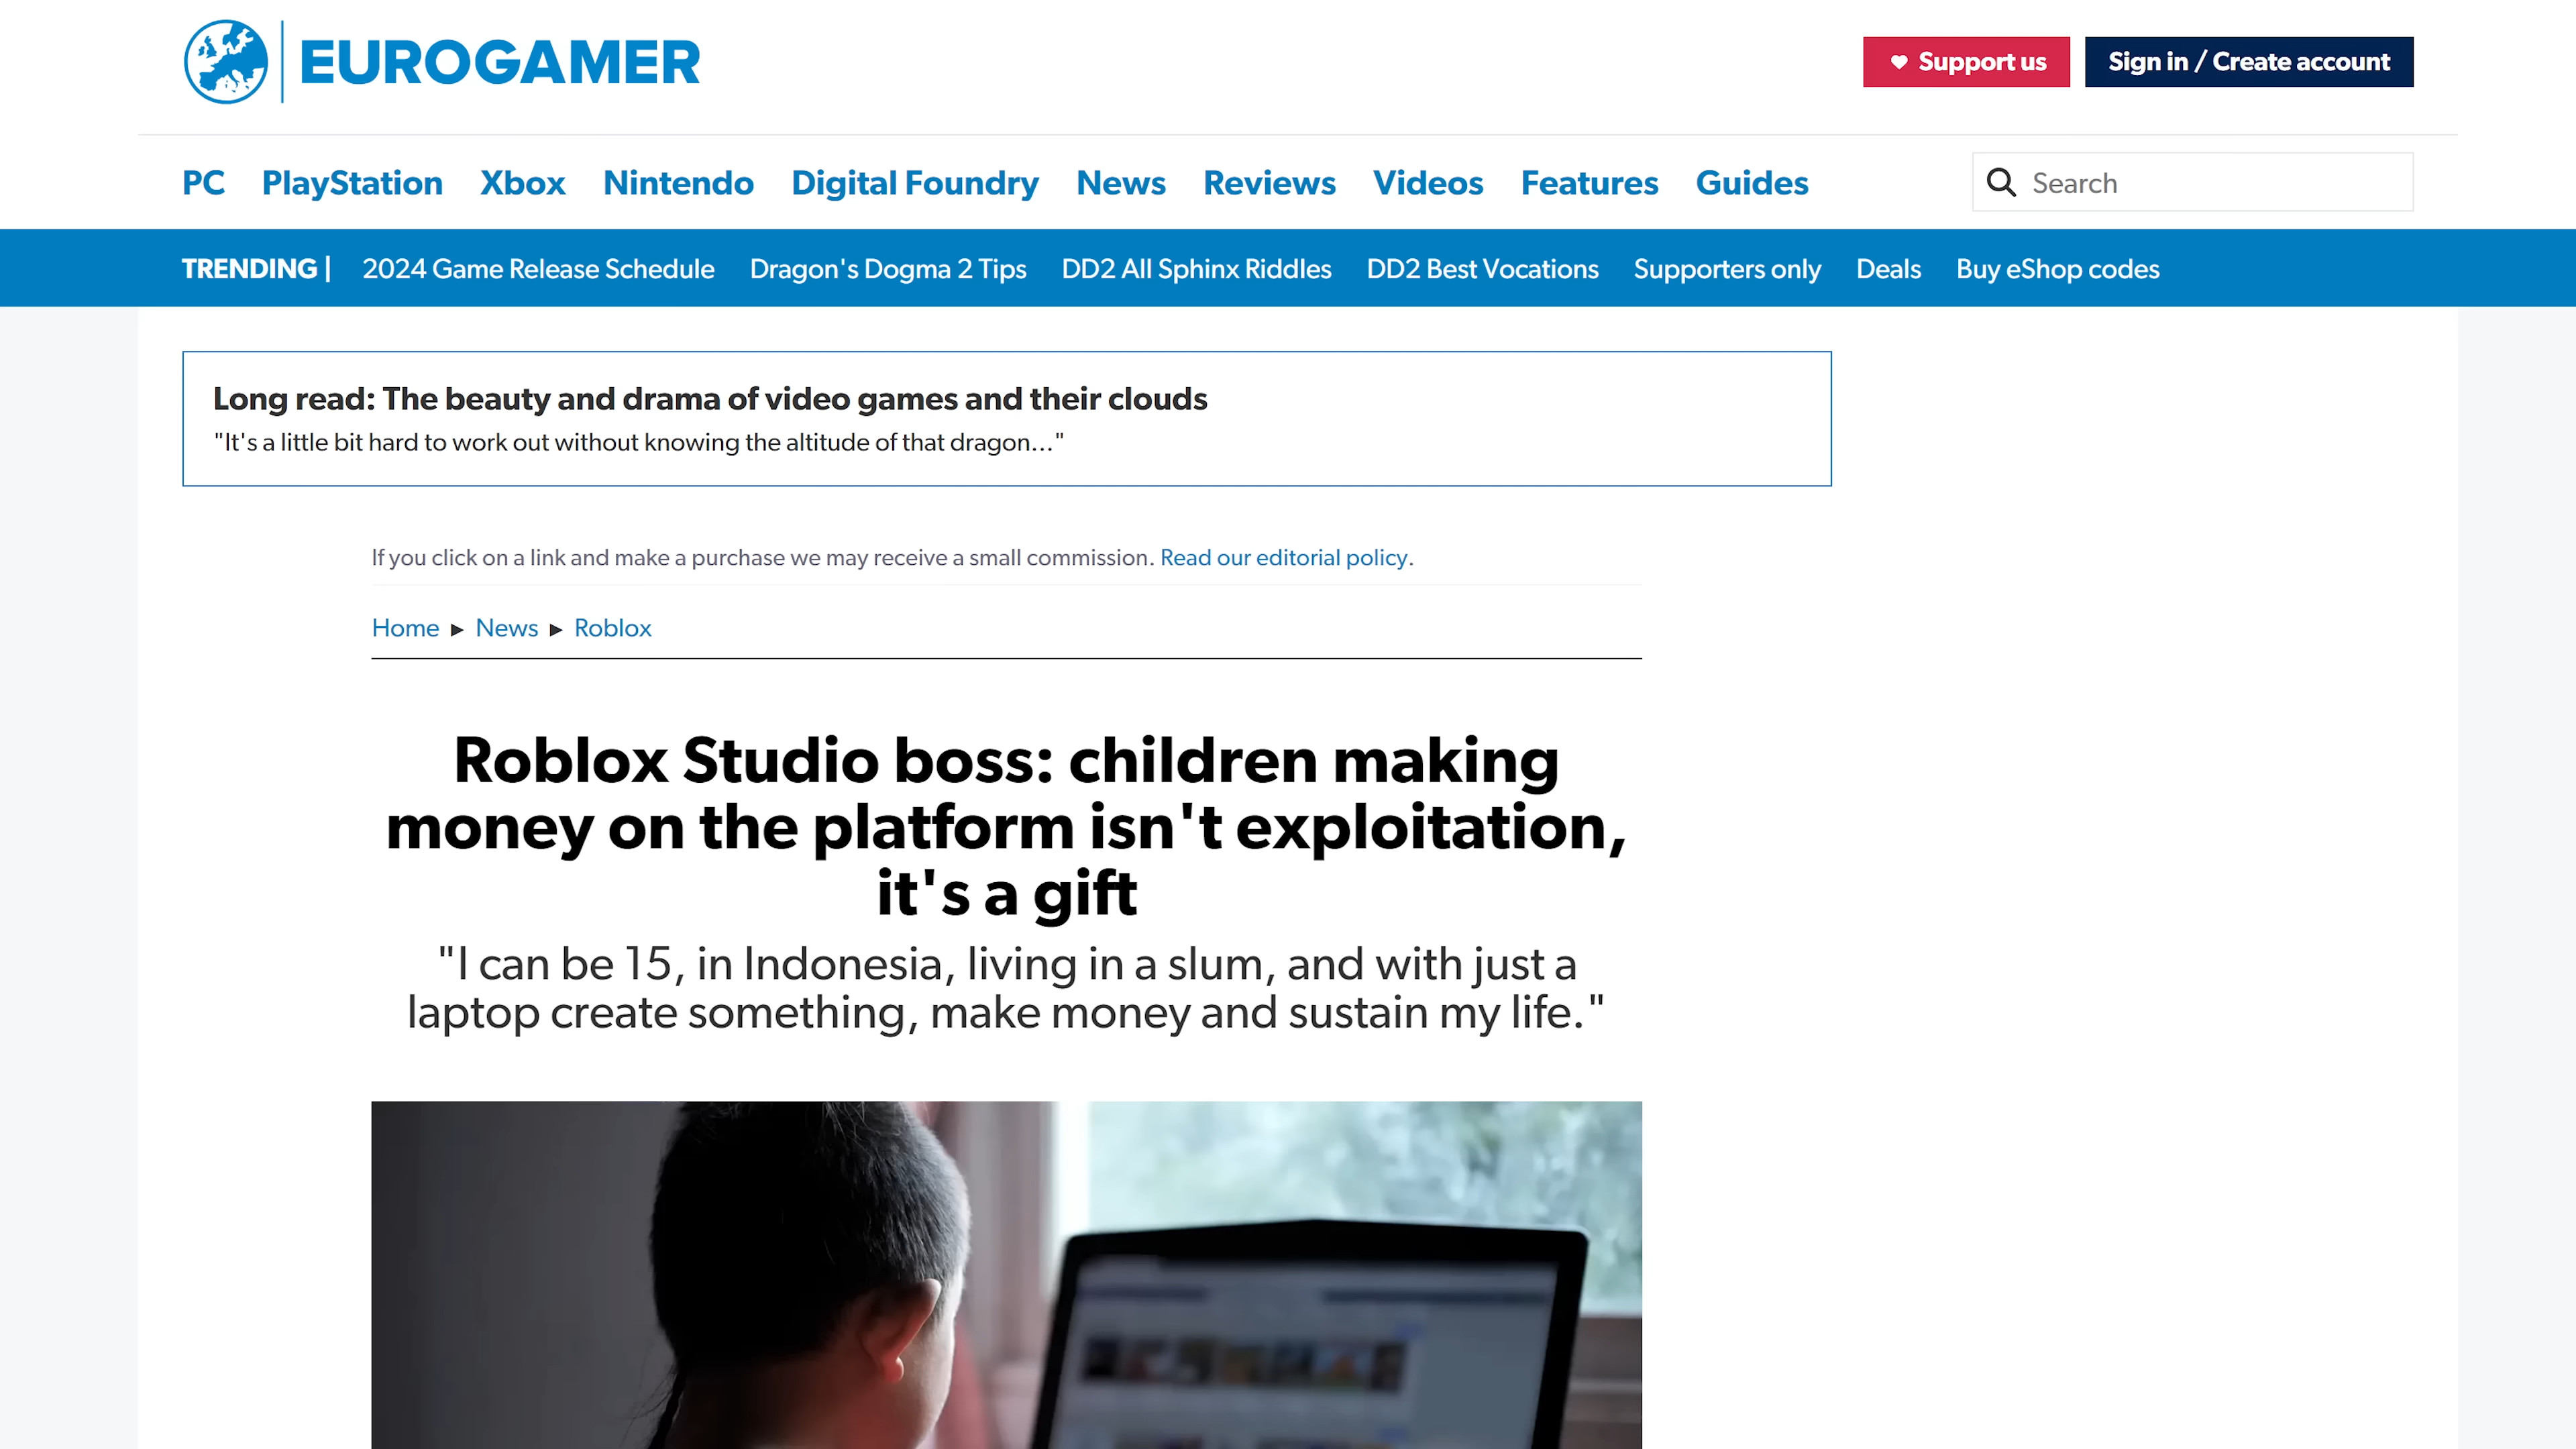 EUROGAMER
Support us
Sign in / Create account
PC PlayStation Xbox Nintendo Digital Foundry News Reviews Videos Features Guides
Search
TRENDING | 2024 Game Release Schedule Dragon's Dogma 2 Tips DD2 All Sphinx Riddles DD2 Best Vocations Supporters only Deals Buy eShop codes
Long read: The beauty and drama of video games and their clouds
"It's a little bit hard to work out without knowing the altitude of that dragon..."
If you click on a link and make a purchase we may receive a small commission. Read our editorial policy.
Home ► News ► Roblox
Roblox Studio boss: children making
money on the platform isn't exploitation,
it's a gift
"I can be 15, in Indonesia, living in a slum, and with just a
laptop create something, make money and sustain my life."